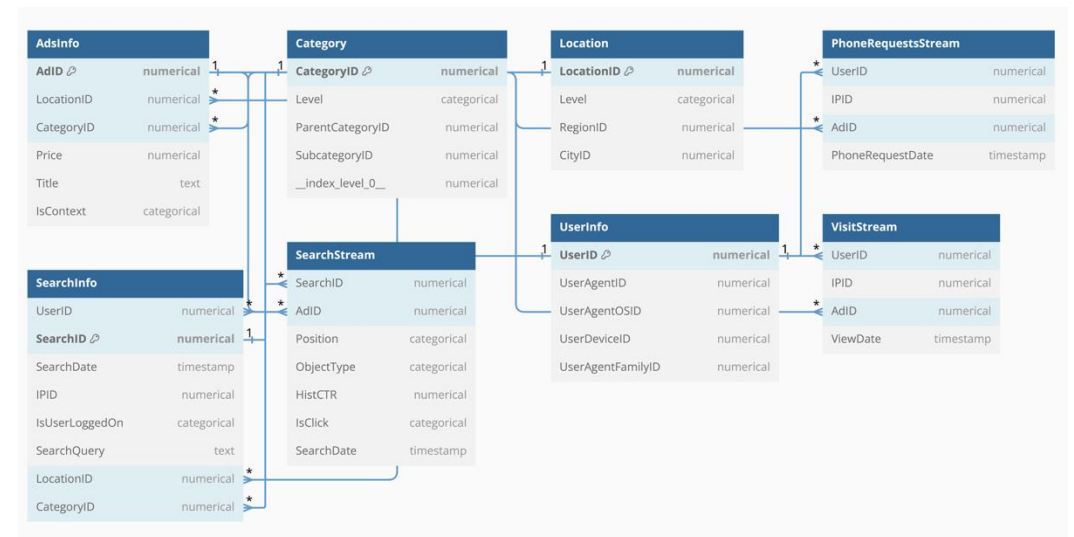 AdsInfo
AdID numerical
LocationID numerical
CategoryID numerical
Price numerical
Title text
IsContext categorical
Category
CategoryID numerical
Level categorical
ParentCategoryID numerical
SubcategoryID numerical
__index_level_0__ numerical
Location
LocationID numerical
Level categorical
RegionID numerical
CityID numerical
PhoneRequestsStream
UserID numerical
IPID numerical
AdID numerical
PhoneRequestDate timestamp
SearchInfo
UserID numerical
SearchID numerical
SearchDate timestamp
IPID numerical
IsUserLoggedOn categorical
SearchQuery text
LocationID numerical
CategoryID numerical
SearchStream
SearchID numerical
AdID numerical
Position categorical
ObjectType categorical
HistCTR numerical
IsClick categorical
SearchDate timestamp
UserInfo
UserID numerical
UserAgentID numerical
UserAgentOSID numerical
UserDeviceID numerical
UserAgentFamilyID numerical
VisitStream
UserID numerical
IPID numerical
AdID numerical
ViewDate timestamp
1
*
*
1
1
*
*
*
1
*
*
*
*
1
1
*
*